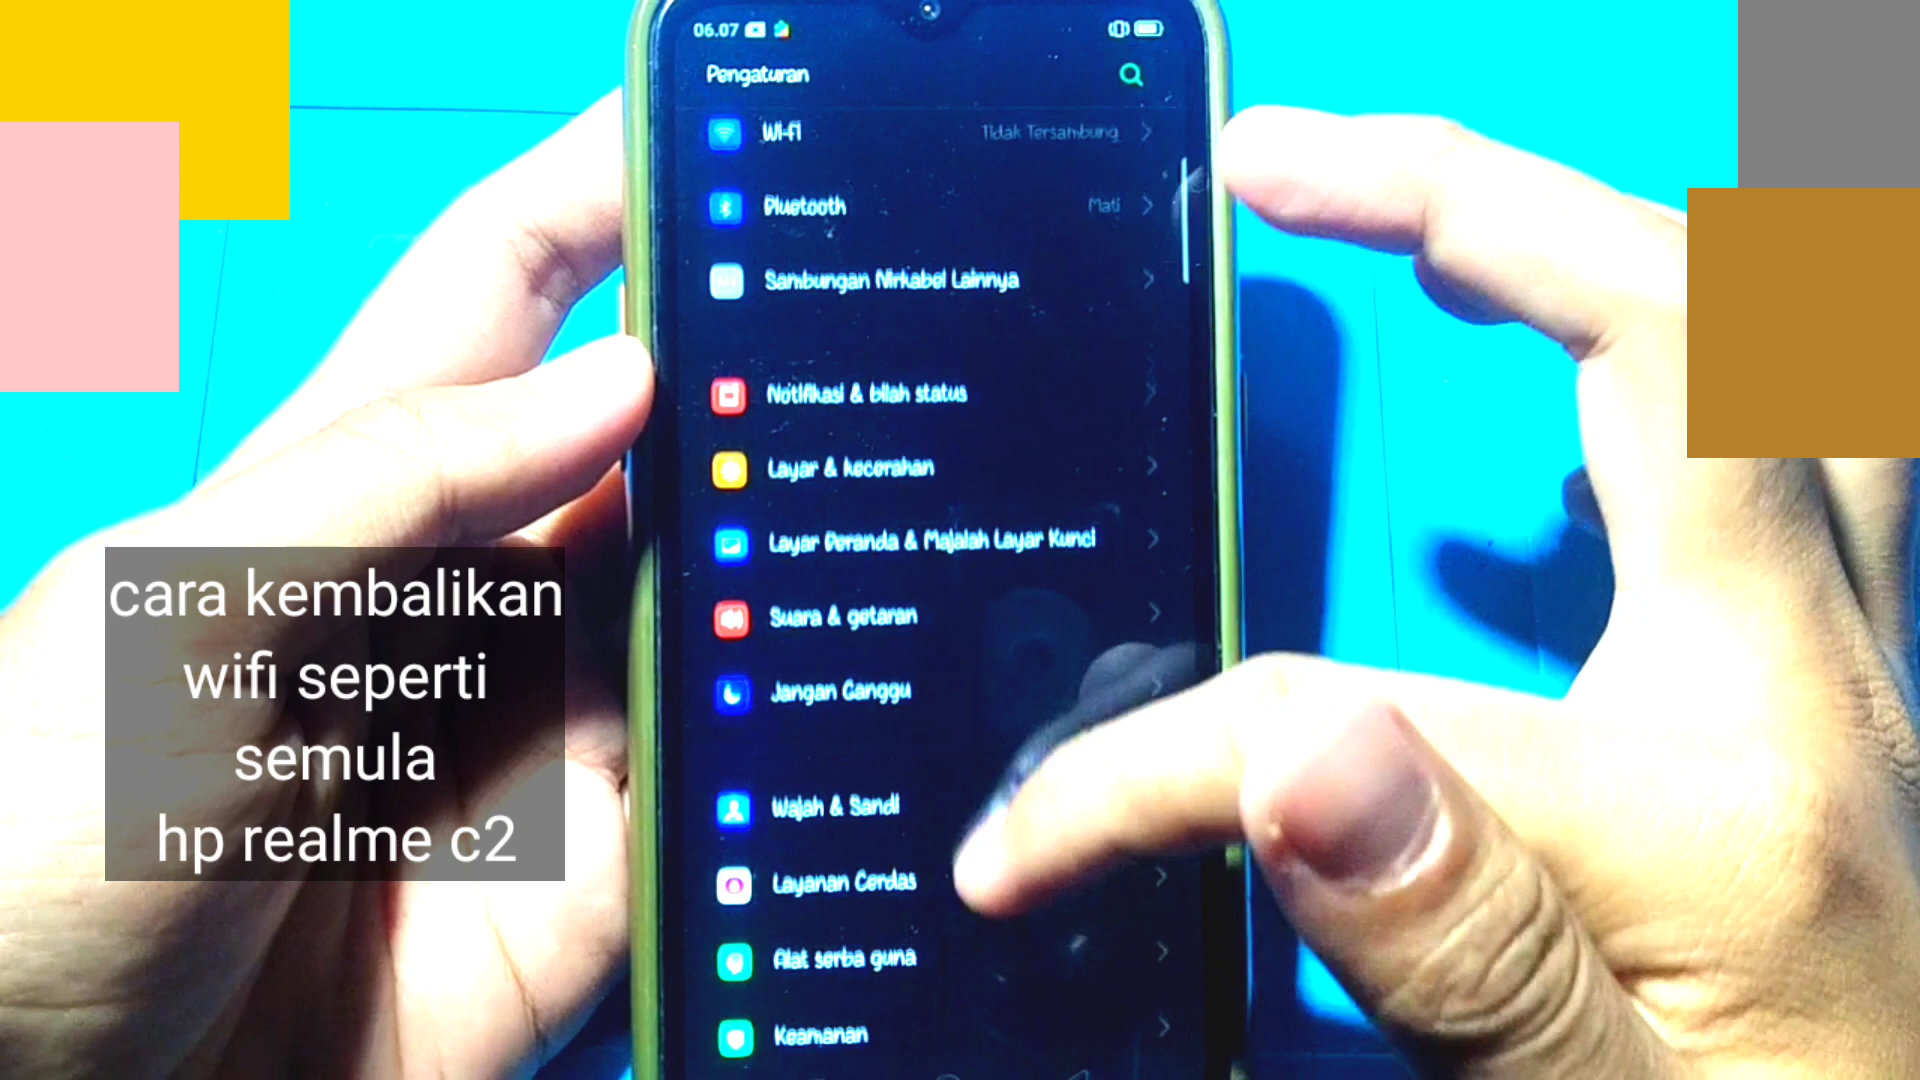 06.07
Pengaturan
Wi-Fi Tidak Tersambung
Bluetooth Mati
Sambungan Nirkabel Lainnya
Notifikasi & bilah status
Layar & kecerahan
Layar Beranda & Majalah Layar Kunci
Suara & getaran
Jangan Ganggu
Wajah & Sandi
Layanan Cerdas
Alat serba guna
Keamanan
cara kembalikan
wifi seperti
semula
hp realme c2